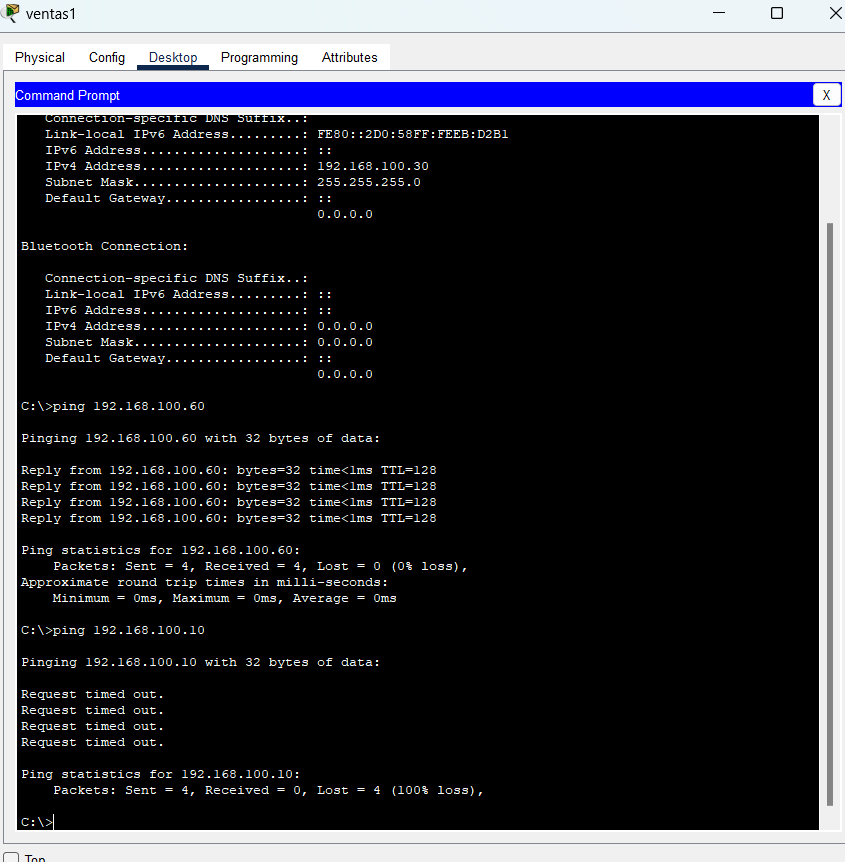 ventas1
Physical Config Desktop Programming Attributes
Command Prompt X
Connection-specific DNS Suffix..:
Link-local IPv6 Address.........: FE80::2D0:58FF:FEEB:D2B1
IPv6 Address....................: ::
IPv4 Address....................: 192.168.100.30
Subnet Mask.....................: 255.255.255.0
Default Gateway.................: ::
0.0.0.0
Bluetooth Connection:
Connection-specific DNS Suffix..:
Link-local IPv6 Address.........: ::
IPv6 Address....................: ::
IPv4 Address....................: 0.0.0.0
Subnet Mask.....................: 0.0.0.0
Default Gateway.................: ::
0.0.0.0
C:\>ping 192.168.100.60
Pinging 192.168.100.60 with 32 bytes of data:
Reply from 192.168.100.60: bytes=32 time<1ms TTL=128
Reply from 192.168.100.60: bytes=32 time<1ms TTL=128
Reply from 192.168.100.60: bytes=32 time<1ms TTL=128
Reply from 192.168.100.60: bytes=32 time<1ms TTL=128
Ping statistics for 192.168.100.60:
Packets: Sent = 4, Received = 4, Lost = 0 (0% loss),
Approximate round trip times in milli-seconds:
Minimum = 0ms, Maximum = 0ms, Average = 0ms
C:\>ping 192.168.100.10
Pinging 192.168.100.10 with 32 bytes of data:
Request timed out.
Request timed out.
Request timed out.
Request timed out.
Ping statistics for 192.168.100.10:
Packets: Sent = 4, Received = 0, Lost = 4 (100% loss),
C:\>
Top